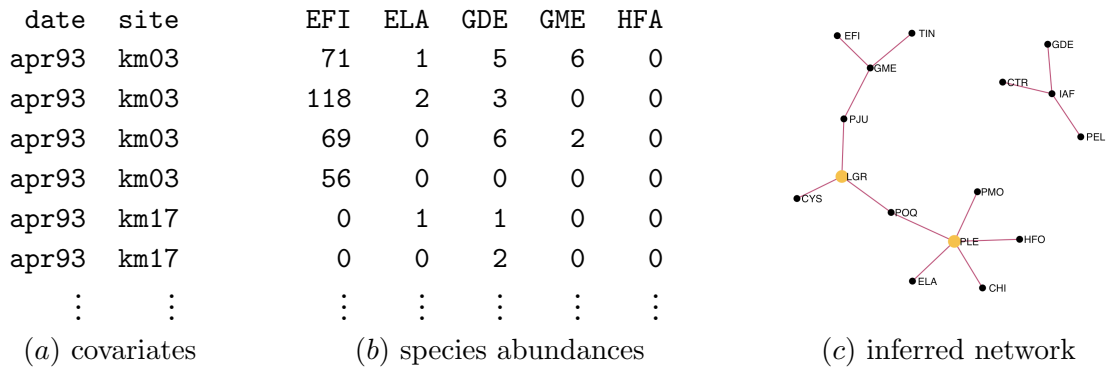 date site EFI ELA GDE GME HFA
apr93 km03 71 1 5 6 0
apr93 km03 118 2 3 0 0
apr93 km03 69 0 6 2 0
apr93 km03 56 0 0 0 0
apr93 km17 0 1 1 0 0
apr93 km17 0 0 2 0 0
⋮ ⋮ ⋮ ⋮ ⋮ ⋮ ⋮
(a) covariates
(b) species abundances
EFI
TIN
GME
GDE
CTR
IAF
PJU
PEL
LGR
CYS
PMO
POQ
PLE
HFO
ELA
CHI
(c) inferred network